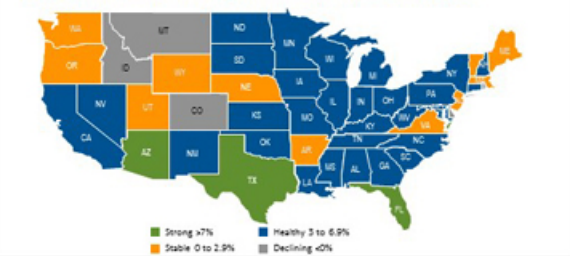 WA
MT
ND
MN
ME
OR
ID
SD
WI
MI
NY
WY
NE
IA
PA
NV
UT
CO
IL
IN
OH
CA
KS
MO
KY
WV
VA
AZ
NM
OK
AR
TN
NC
TX
LA
MS
AL
GA
SC
FL
Strong >7%
Healthy 3 to 6.9%
Stable 0 to 2.9%
Declining <0%